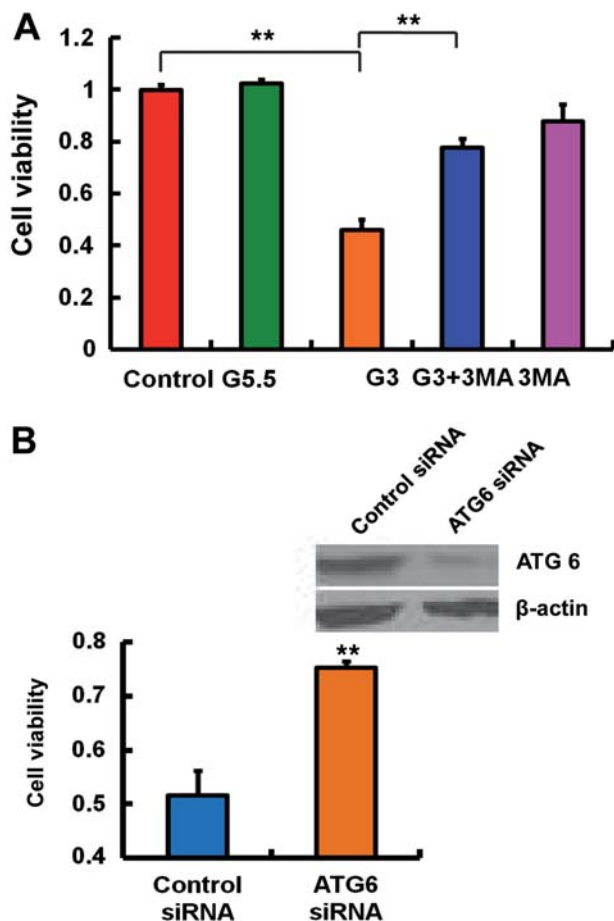 A
** **
Cell viability
1.2
1
0.8
0.6
0.4
0.2
0
Control G5.5 G3 G3+3MA 3MA
B
Control siRNA
ATG6 siRNA
ATG 6
β-actin
Cell viability
0.8
0.7
0.6
0.5
0.4
**
Control
siRNA
ATG6
siRNA